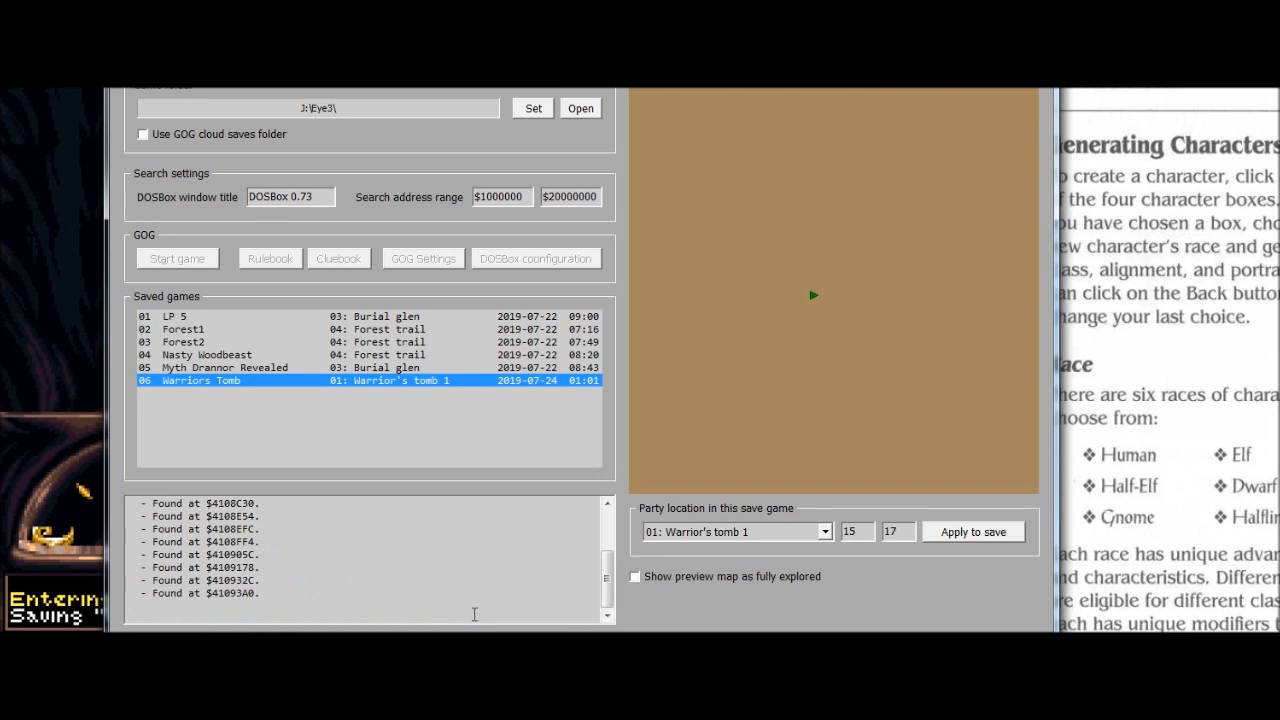 J:\Eye3\
Set
Open
Use GOG cloud saves folder
Search settings
DOSBox window title
DOSBox 0.73
Search address range
$1000000
$20000000
GOG
Start game
Rulebook
Cluebook
GOG Settings
DOSBox coonfiguration
Saved games
01 LP 5 03: Burial glen 2019-07-22 09:00
02 Forest1 04: Forest trail 2019-07-22 07:16
03 Forest2 04: Forest trail 2019-07-22 07:49
04 Nasty Woodbeast 04: Forest trail 2019-07-22 08:20
05 Myth Drannor Revealed 03: Burial glen 2019-07-22 08:43
06 Warriors Tomb 01: Warrior's tomb 1 2019-07-24 01:01
- Found at $4108C30.
- Found at $4108E54.
- Found at $4108EFC.
- Found at $4108FF4.
- Found at $410905C.
- Found at $4109178.
- Found at $410932C.
- Found at $41093A0.
Party location in this save game
01: Warrior's tomb 1
15
17
Apply to save
Show preview map as fully explored
Enterin
Saving "
enerating Characters
o create a character, click
f the four character boxes.
ou have chosen a box, cho
ew character's race and ge
ass, alignment, and portra
an click on the Back butto
hange your last choice.
ace
here are six races of chara
hoose from:
❖ Human ❖ Elf
❖ Half-Elf ❖ Dwarf
❖ Gnome ❖ Halflin
ach race has unique advan
nd characteristics. Differen
re eligible for different clas
ach has unique modifiers t